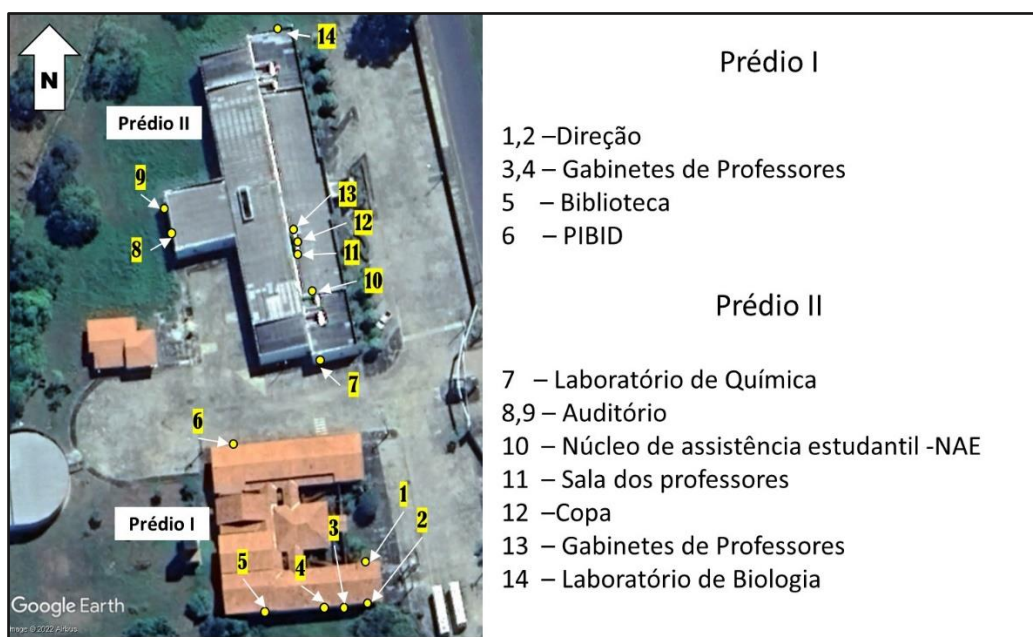 N
14
Prédio II
9
13
12
8
11
10
7
6
1
Prédio I
3
2
5
4
Google Earth
Image © 2022 Airbus
Prédio I
1,2 –Direção
3,4 – Gabinetes de Professores
5 – Biblioteca
6 – PIBID
Prédio II
7 – Laboratório de Química
8,9 – Auditório
10 – Núcleo de assistência estudantil -NAE
11 – Sala dos professores
12 –Copa
13 – Gabinetes de Professores
14 – Laboratório de Biologia